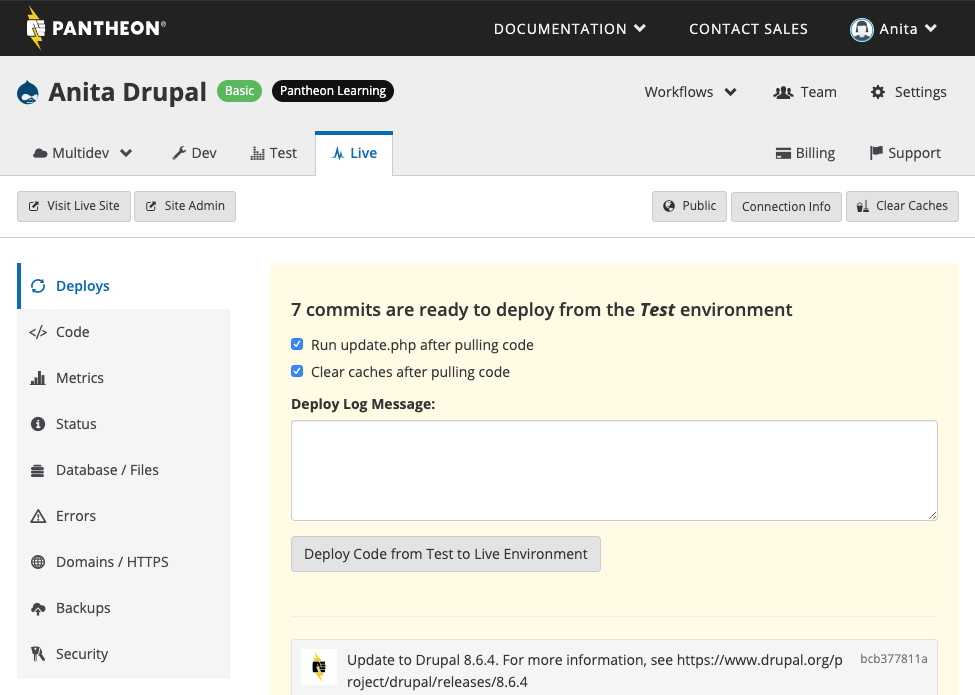 PANTHEON®
DOCUMENTATION
CONTACT SALES
Anita
Anita Drupal
Basic
Pantheon Learning
Workflows
Team
Settings
Multidev
Dev
Test
Live
Billing
Support
Visit Live Site
Site Admin
Public
Connection Info
Clear Caches
Deploys
Code
Metrics
Status
Database / Files
Errors
Domains / HTTPS
Backups
Security
7 commits are ready to deploy from the Test environment
Run update.php after pulling code
Clear caches after pulling code
Deploy Log Message:
Deploy Code from Test to Live Environment
Update to Drupal 8.6.4. For more information, see https://www.drupal.org/p
roject/drupal/releases/8.6.4
bcb377811a